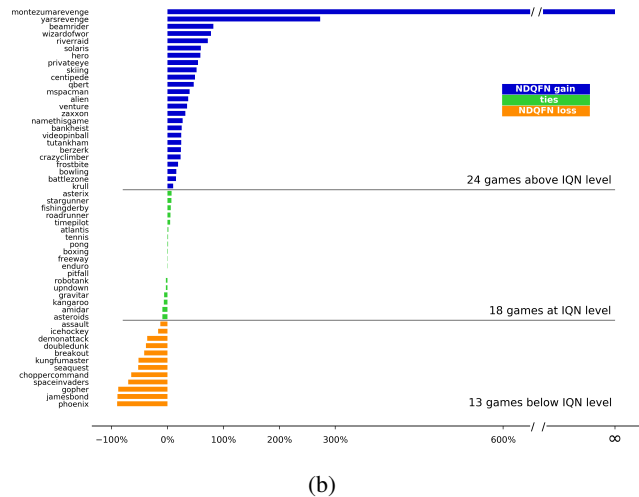 montezumarevenge
yarsrevenge
beamrider
wizardofwor
riverraid
solaris
hero
privateeye
skiing
centipede
qbert
mspacman
alien
venture
zaxxon
namethisgame
bankheist
videopinball
tutankham
berzerk
crazyclimber
frostbite
bowling
battlezone
krull
asterix
stargunner
fishingderby
roadrunner
timepilot
atlantis
tennis
pong
boxing
freeway
enduro
pitfall
robotank
upndown
gravitar
kangaroo
amidar
asteroids
assault
icehockey
demonattack
doubledunk
breakout
kungfumaster
seaquest
choppercommand
spaceinvaders
gopher
jamesbond
phoenix
NDQFN gain
ties
NDQFN loss
24 games above IQN level
18 games at IQN level
13 games below IQN level
−100% 0% 100% 200% 300% 600% ∞
(b)